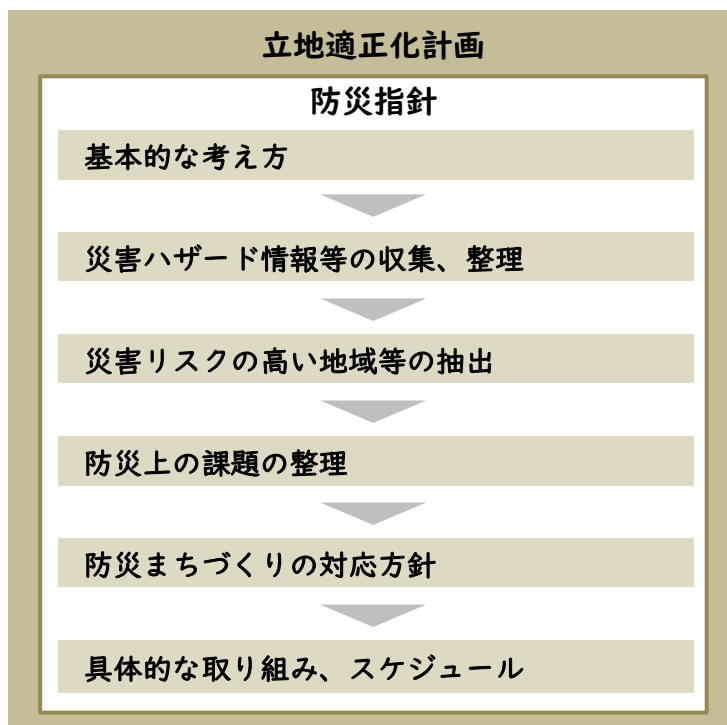 立地適正化計画
防災指針
基本的な考え方
災害ハザード情報等の収集、整理
災害リスクの高い地域等の抽出
防災上の課題の整理
防災まちづくりの対応方針
具体的な取り組み、スケジュール